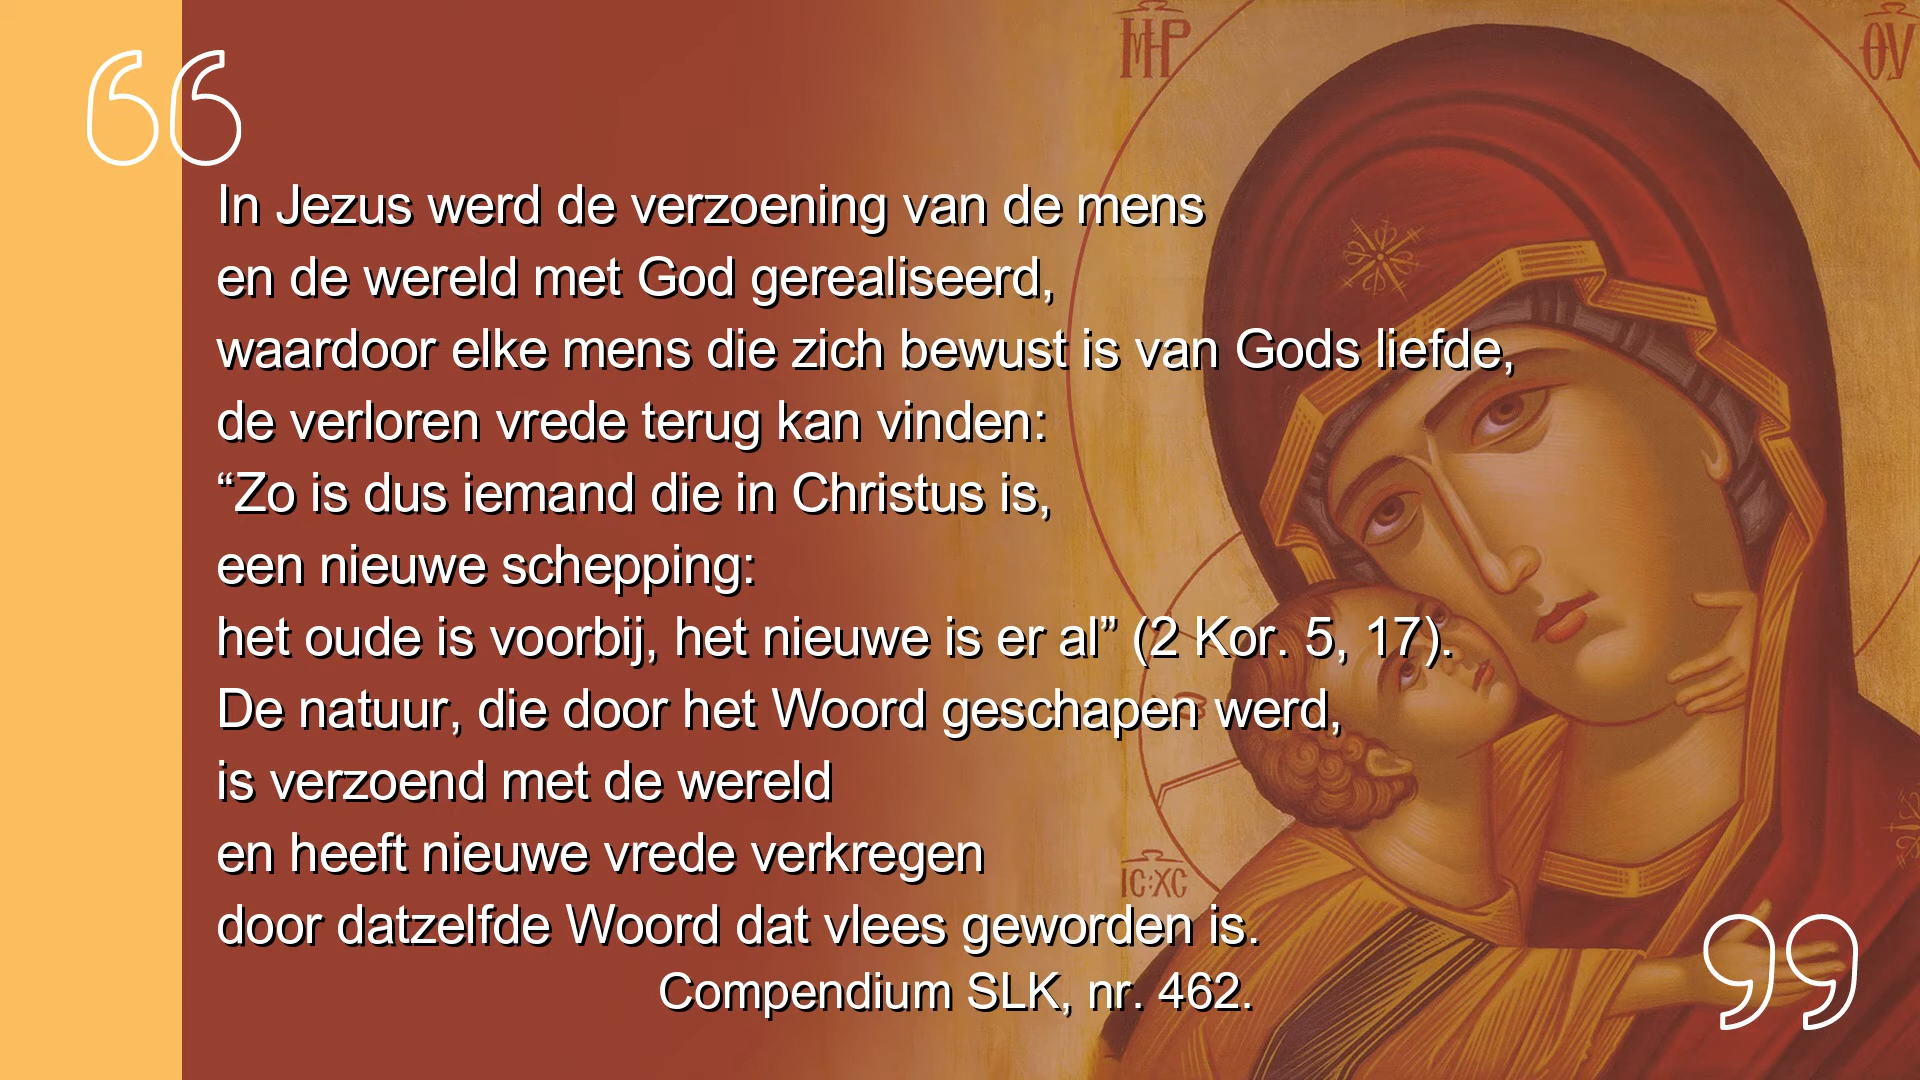 ΜΗΡ ΘΥ
In Jezus werd de verzoening van de mens
en de wereld met God gerealiseerd,
waardoor elke mens die zich bewust is van Gods liefde,
de verloren vrede terug kan vinden:
“Zo is dus iemand die in Christus is,
een nieuwe schepping:
het oude is voorbij, het nieuwe is er al” (2 Kor. 5, 17).
De natuur, die door het Woord geschapen werd,
is verzoend met de wereld
en heeft nieuwe vrede verkregen
IC:XC
door datzelfde Woord dat vlees geworden is.
Compendium SLK, nr. 462.